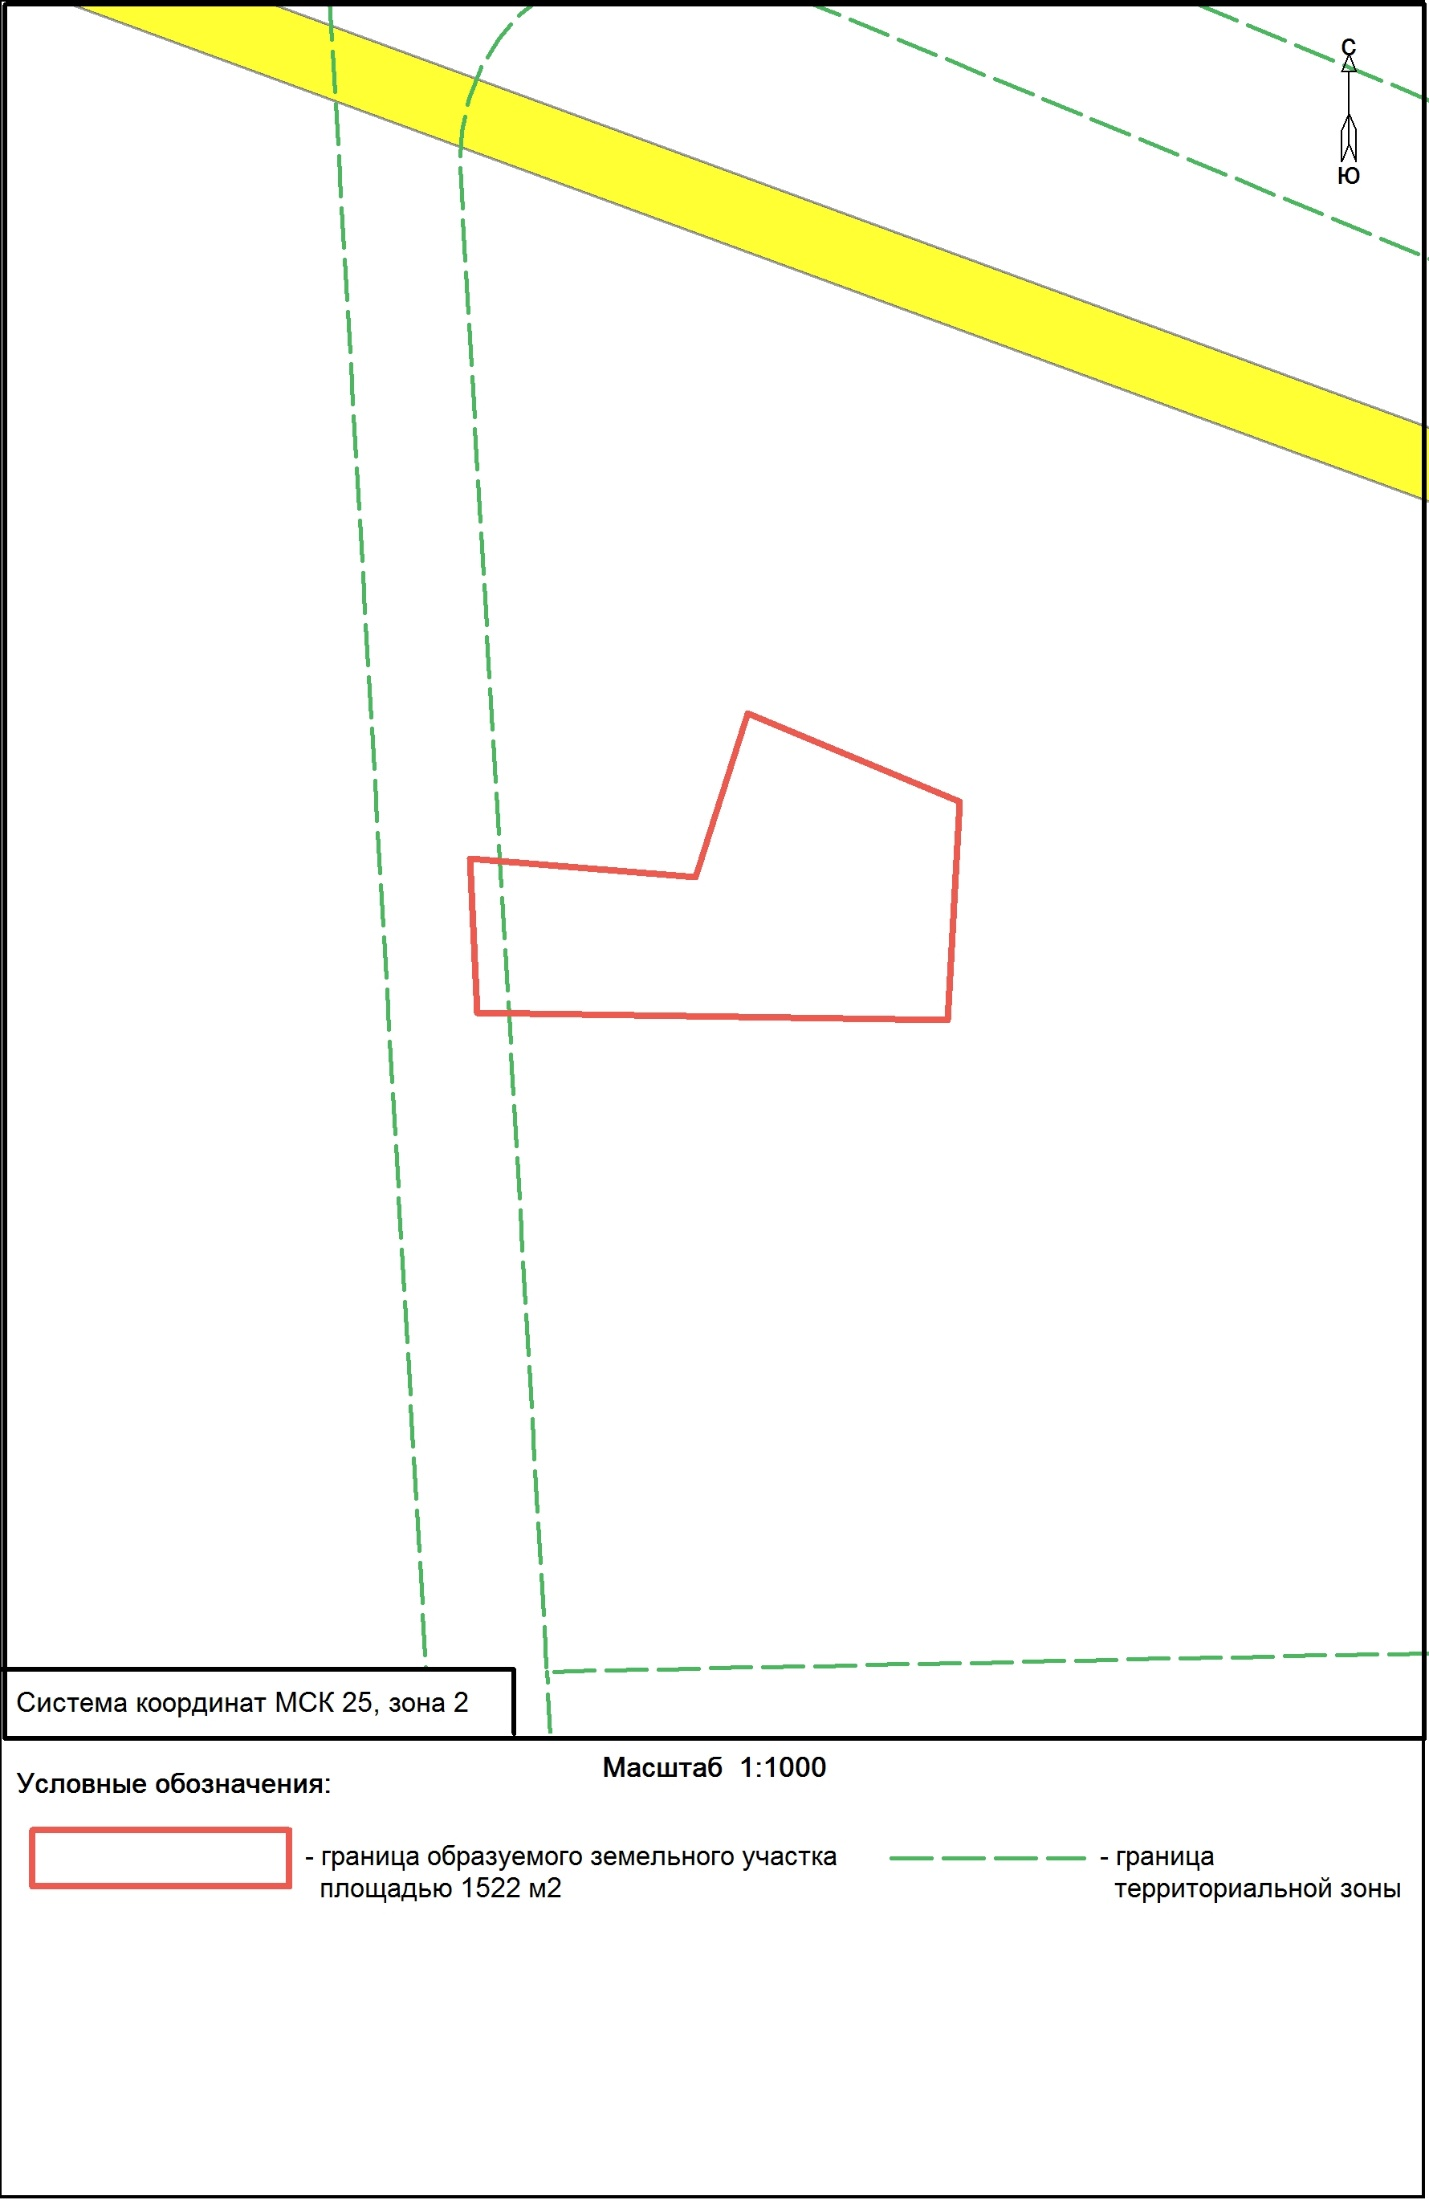 С
Ю
Система координат МСК 25, зона 2
Масштаб 1:1000
Условные обозначения:
- граница образуемого земельного участка
площадью 1522 м2
- граница
территориальной зоны